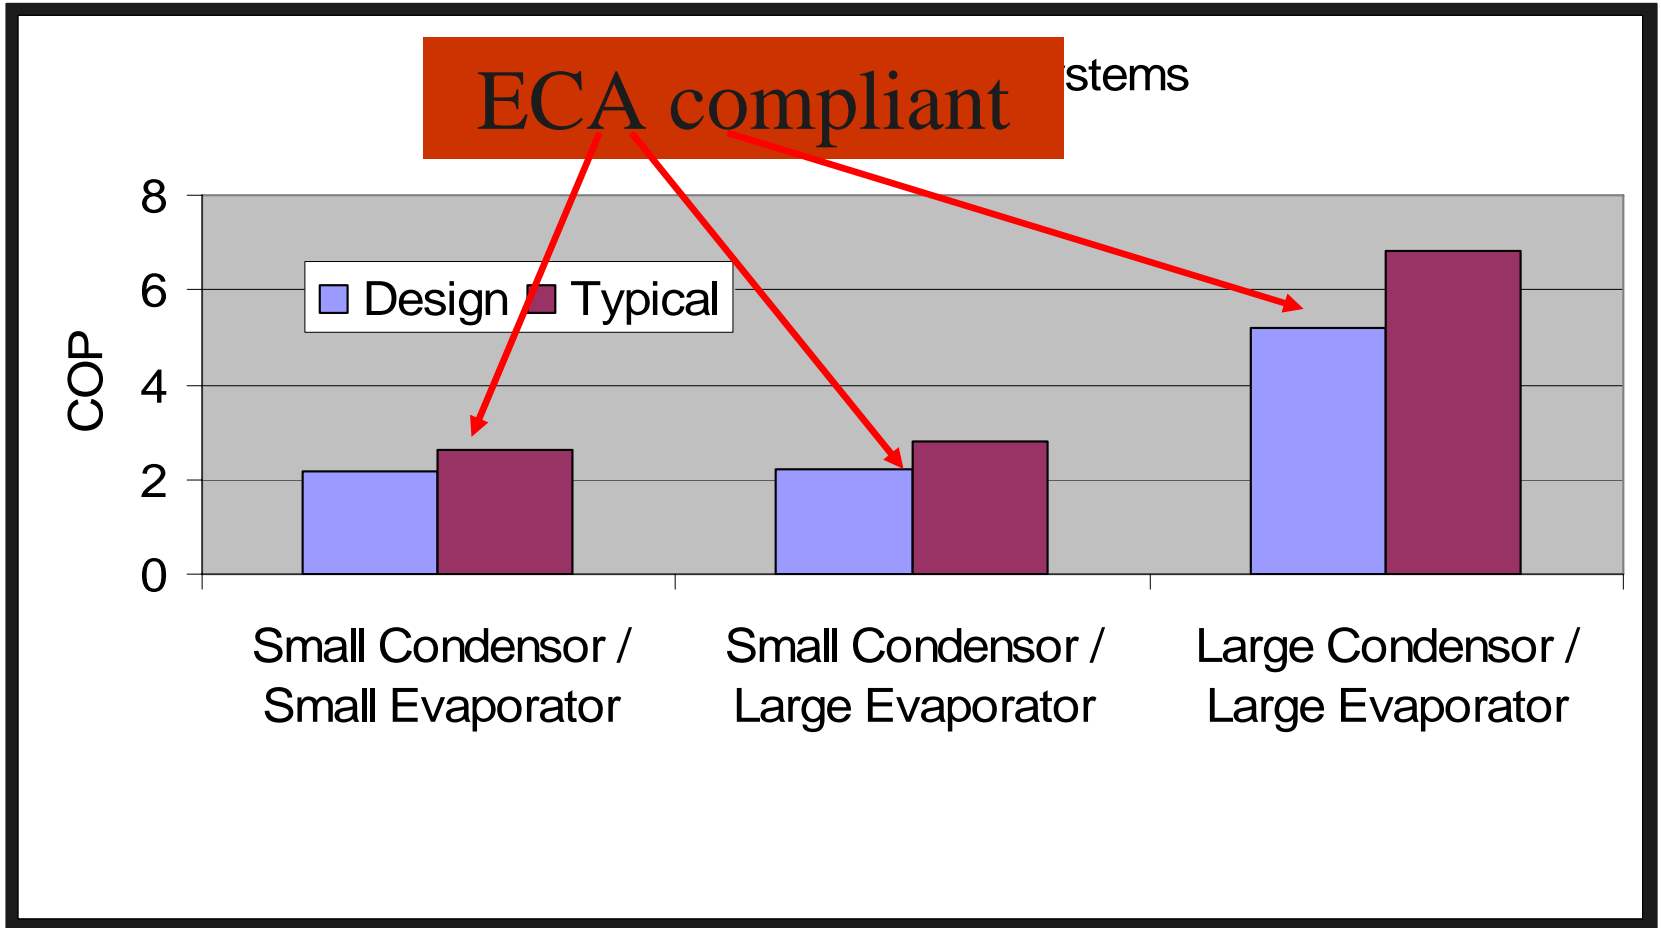 ECA compliant
stems
8
6
4
2
0
COP
Design Typical
Small Condensor /
Small Evaporator
Small Condensor /
Large Evaporator
Large Condensor /
Large Evaporator